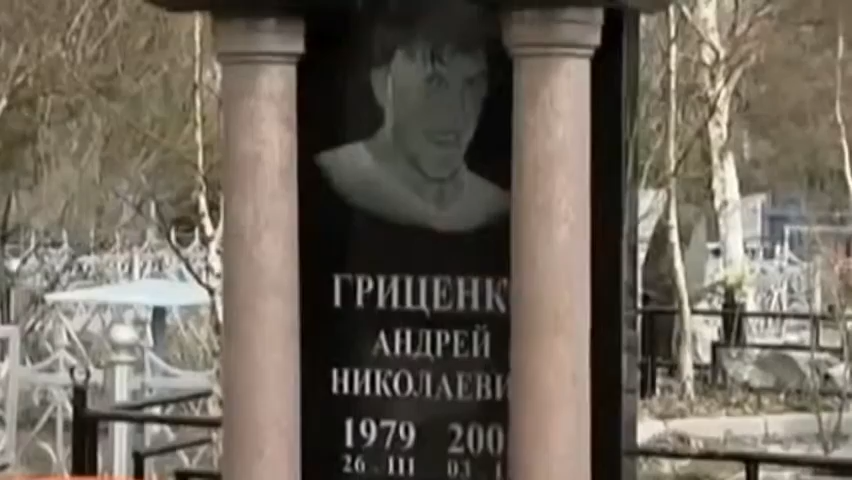 ГРИЦЕНК
АНДРЕЙ
НИКОЛАЕВИ
1979 200
26 - III 03 - I